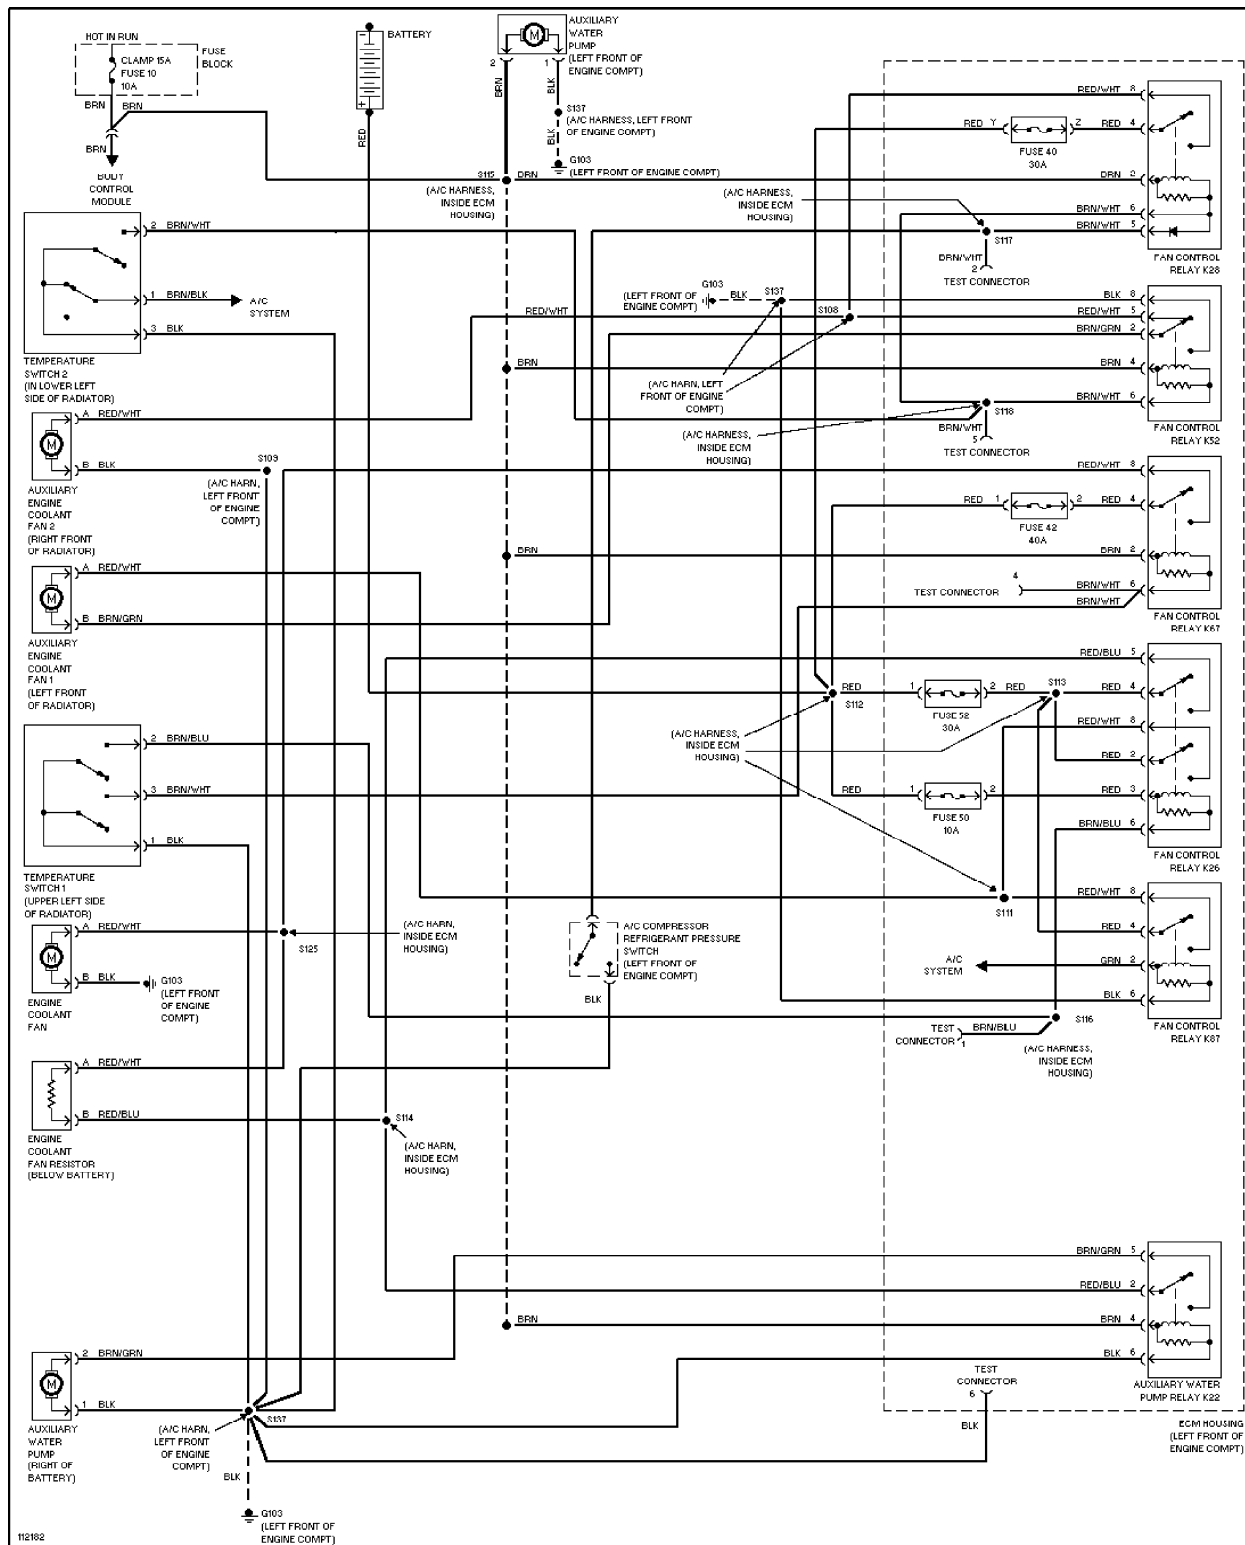 HOT IN RUN
CLAMP 15A
FUSE 10
10A
FUSE
BLOCK
BRN
BRN
BRN
BODY
CONTROL
MODULE
BATTERY
RED
AUXILIARY
WATER
PUMP
(LEFT FRONT OF
ENGINE COMPT)
M
2
1
BRN
BLK
S137
(A/C HARNESS, LEFT FRONT
OF ENGINE COMPT)
BLK
G103
(LEFT FRONT OF ENGINE COMPT)
S115
BRN
(A/C HARNESS,
INSIDE ECM
HOUSING)
2 BRN/WHT
1 BRN/BLK
A/C
SYSTEM
3 BLK
TEMPERATURE
SWITCH 2
(IN LOWER LEFT
SIDE OF RADIATOR)
A RED/WHT
M
B BLK
S109
(A/C HARN,
LEFT FRONT
OF ENGINE
COMPT)
AUXILIARY
ENGINE
COOLANT
FAN 2
(RIGHT FRONT
OF RADIATOR)
A RED/WHT
M
B BRN/GRN
AUXILIARY
ENGINE
COOLANT
FAN 1
(LEFT FRONT
OF RADIATOR)
2 BRN/BLU
3 BRN/WHT
1 BLK
TEMPERATURE
SWITCH 1
(UPPER LEFT SIDE
OF RADIATOR)
A RED/WHT
M
S125
(A/C HARN,
INSIDE ECM
HOUSING)
B BLK
G103
(LEFT FRONT
OF ENGINE
COMPT)
ENGINE
COOLANT
FAN
A RED/WHT
B RED/BLU
S114
(A/C HARN,
INSIDE ECM
HOUSING)
ENGINE
COOLANT
FAN RESISTOR
(BELOW BATTERY)
2 BRN/GRN
M
1 BLK
S137
(A/C HARN,
LEFT FRONT
OF ENGINE
COMPT)
AUXILIARY
WATER
PUMP
(RIGHT OF
BATTERY)
BLK
G103
(LEFT FRONT OF
ENGINE COMPT)
112182
RED/WHT 8
RED Y
Z RED 4
FUSE 40
30A
BRN 2
BRN/WHT 6
BRN/WHT 5
(A/C HARNESS,
INSIDE ECM
HOUSING)
S117
BRN/WHT
2
TEST CONNECTOR
FAN CONTROL
RELAY K28
G103
(LEFT FRONT OF
ENGINE COMPT)
BLK
S137
BLK 8
RED/WHT
S108
RED/WHT 5
BRN/GRN 2
BRN
BRN 4
(A/C HARN, LEFT
FRONT OF ENGINE
COMPT)
BRN/WHT 6
S118
BRN/WHT
5
TEST CONNECTOR
(A/C HARNESS,
INSIDE ECM
HOUSING)
FAN CONTROL
RELAY K52
RED/WHT 8
RED 1
2 RED 4
FUSE 42
40A
BRN
BRN 2
4
TEST CONNECTOR
BRN/WHT 6
BRN/WHT
FAN CONTROL
RELAY K67
RED/BLU 5
RED 1
2 RED
S113
RED 4
S112
FUSE 52
30A
(A/C HARNESS,
INSIDE ECM
HOUSING)
RED/WHT 8
RED 2
RED 1
2
RED 3
FUSE 50
10A
BRN/BLU 6
FAN CONTROL
RELAY K26
RED/WHT 8
S111
RED 4
A/C
SYSTEM
GRN 2
BLK 6
A/C COMPRESSOR
REFRIGERANT PRESSURE
SWITCH
(LEFT FRONT OF
ENGINE COMPT)
BLK
TEST
CONNECTOR
1
BRN/BLU
S116
(A/C HARNESS,
INSIDE ECM
HOUSING)
FAN CONTROL
RELAY K87
BRN/GRN 5
RED/BLU 2
BRN
BRN 4
BLK 6
TEST
CONNECTOR
6
BLK
AUXILIARY WATER
PUMP RELAY K22
ECM HOUSING
(LEFT FRONT OF
ENGINE COMPT)